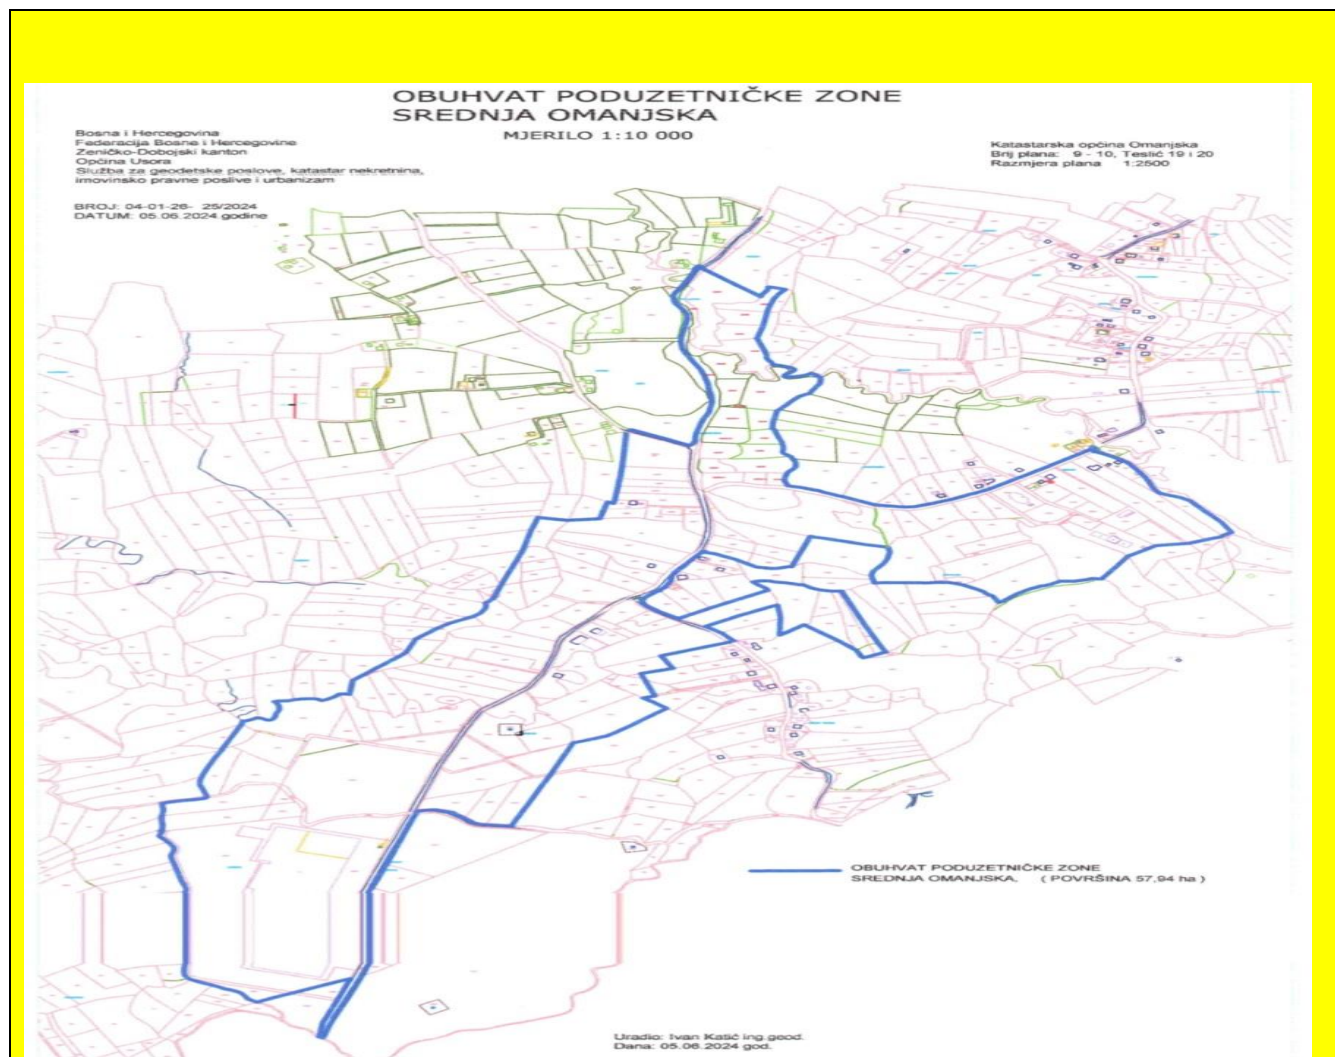 OBUHVAT PODUZETNIČKE ZONE
SREDNJA OMANJSKA
MJERILO 1:10 000
Bosna i Hercegovina
Federacija Bosne i Hercegovine
Zeničko-Dobojski kanton
Općina Usora
Služba za geodetske poslove, katastar nekretnina,
imovinsko pravne poslive i urbanizam
BROJ: 04-01-26- 25/2024
DATUM: 05.06.2024.godine
Katastarska općina Omanjska
Brij plana: 9 - 10, Teslić 19 i 20
Razmjera plana 1:2500
OBUHVAT PODUZETNIČKE ZONE
SREDNJA OMANJSKA, ( POVRŠINA 57,94 ha )
Uradio: Ivan Katić ing.geod.
Dana: 05.06.2024 god.